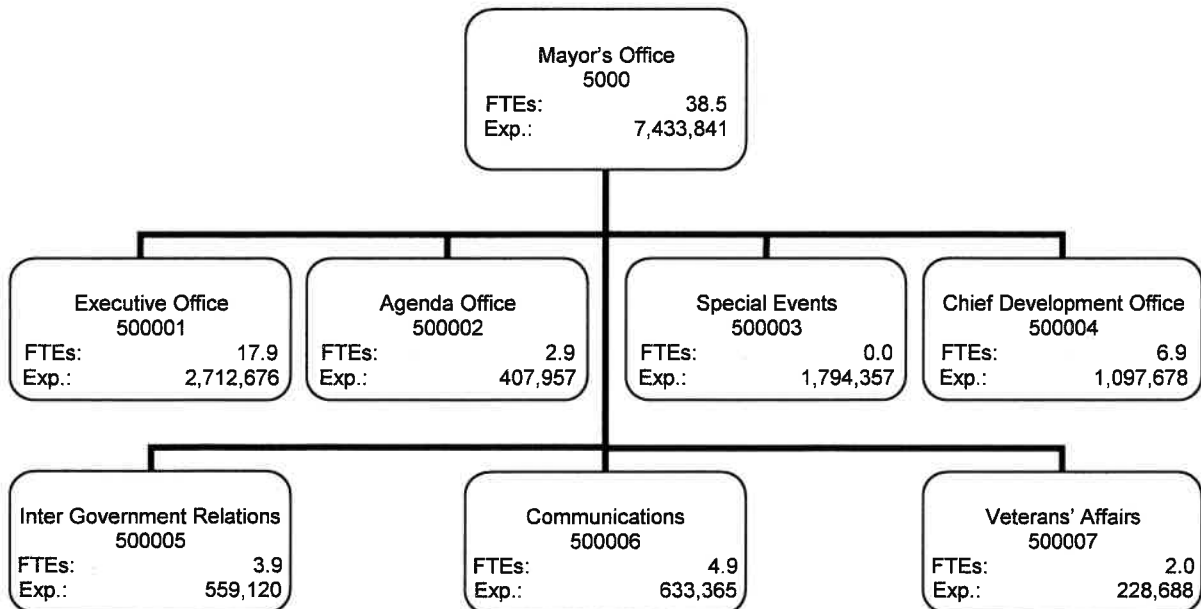 Mayor's Office
5000
FTEs: 38.5
Exp.: 7,433,841
Executive Office
500001
FTEs: 17.9
Exp.: 2,712,676
Agenda Office
500002
FTEs: 2.9
Exp.: 407,957
Special Events
500003
FTEs: 0.0
Exp.: 1,794,357
Chief Development Office
500004
FTEs: 6.9
Exp.: 1,097,678
Inter Government Relations
500005
FTEs: 3.9
Exp.: 559,120
Communications
500006
FTEs: 4.9
Exp.: 633,365
Veterans' Affairs
500007
FTEs: 2.0
Exp.: 228,688